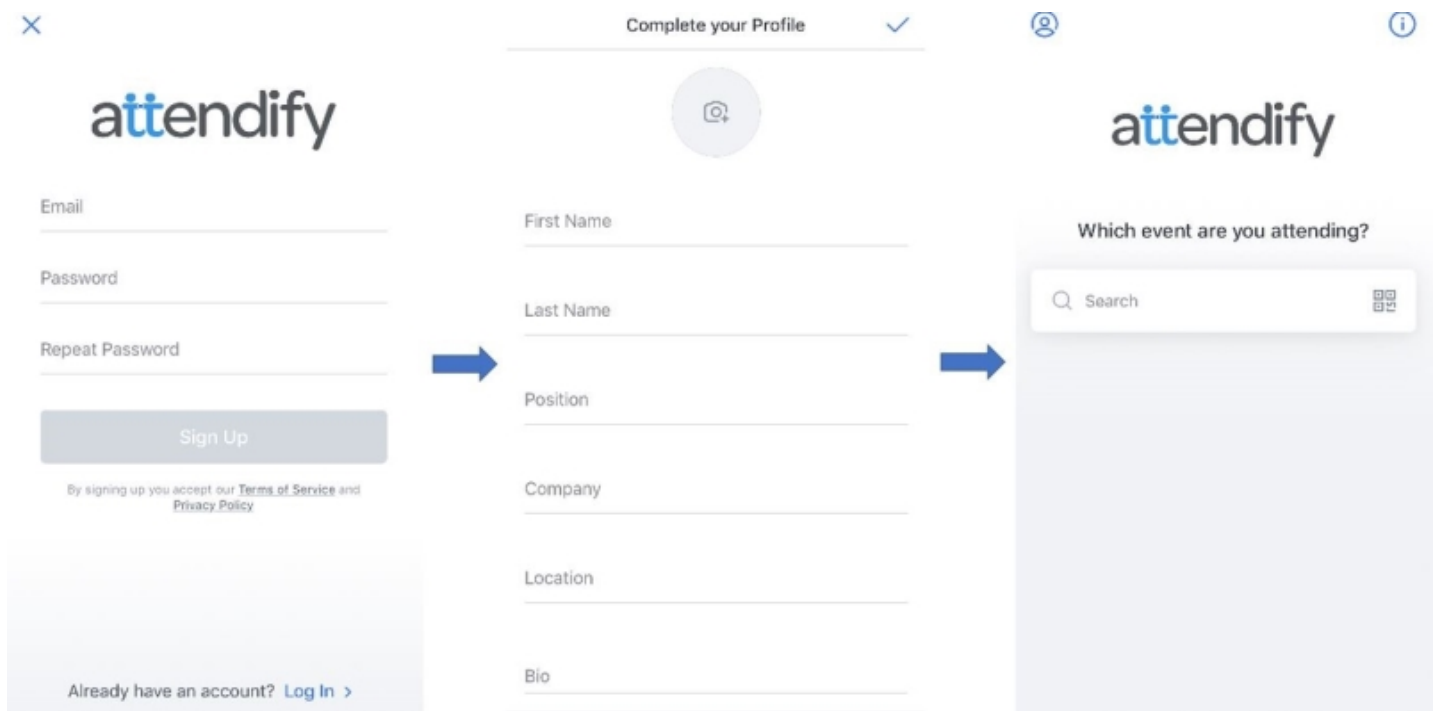 attendify
Email
Password
Repeat Password
Sign Up
By signing up you accept our Terms of Service and
Privacy Policy
Already have an account? Log In >
Complete your Profile
First Name
Last Name
Position
Company
Location
Bio
attendify
Which event are you attending?
Search